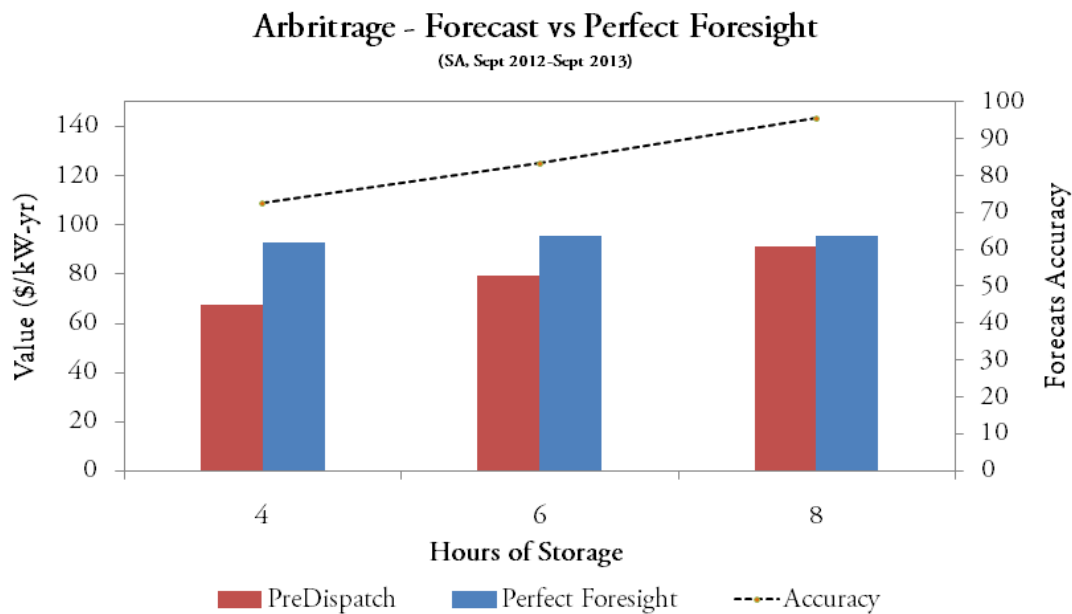 Arbritrage - Forecast vs Perfect Foresight
(SA, Sept 2012-Sept 2013)
Value ($/kW-yr)
140
120
100
80
60
40
20
0
100
90
80
70
60
50
40
30
20
10
0
Forecats Accuracy
4
6
8
Hours of Storage
PreDispatch
Perfect Foresight
Accuracy